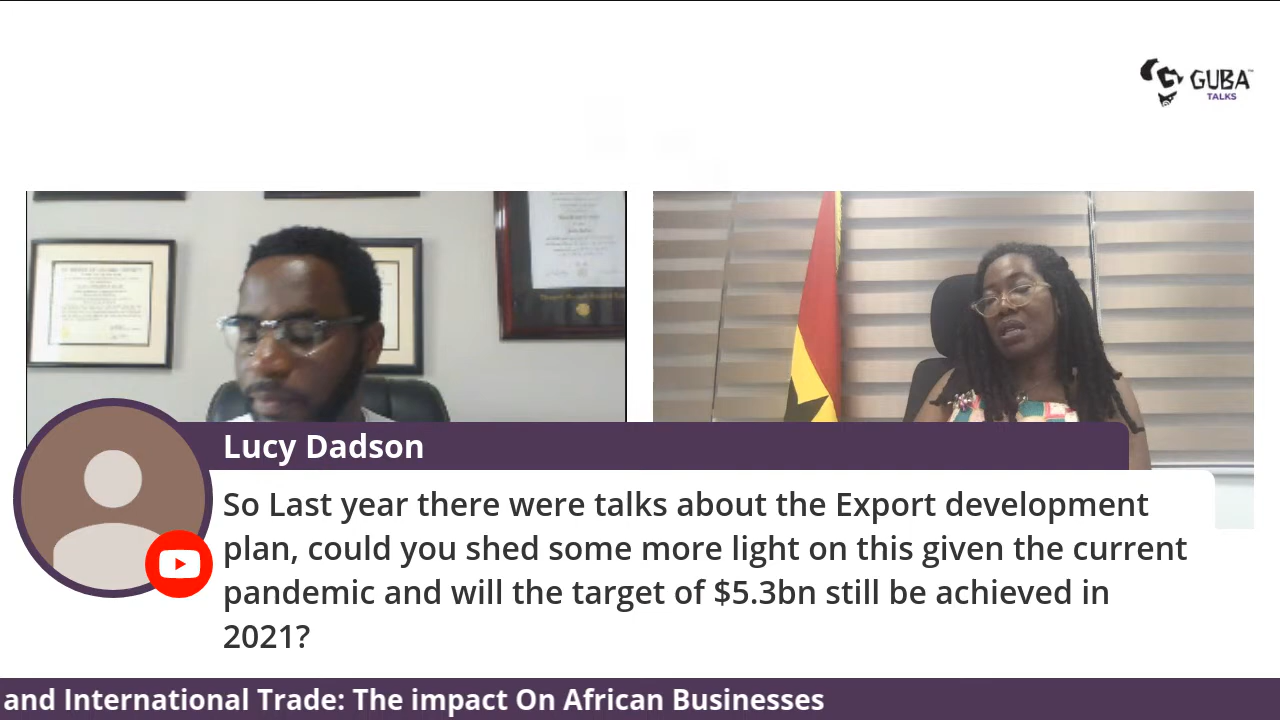 GUBA
TALKS
Lucy Dadson
So Last year there were talks about the Export development
plan, could you shed some more light on this given the current
pandemic and will the target of $5.3bn still be achieved in
2021?
and International Trade: The impact On African Businesses